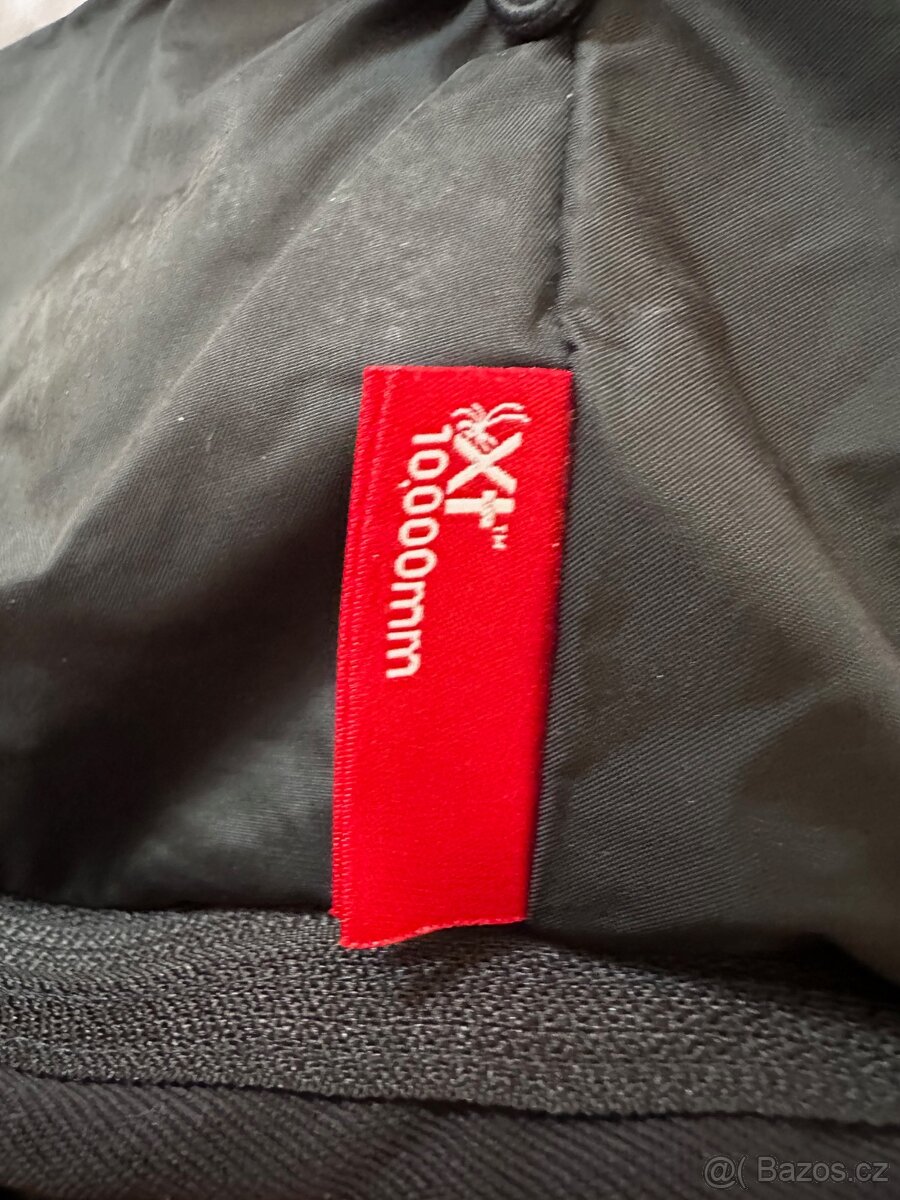 XT™
10,000mm
@( Bazos.cz